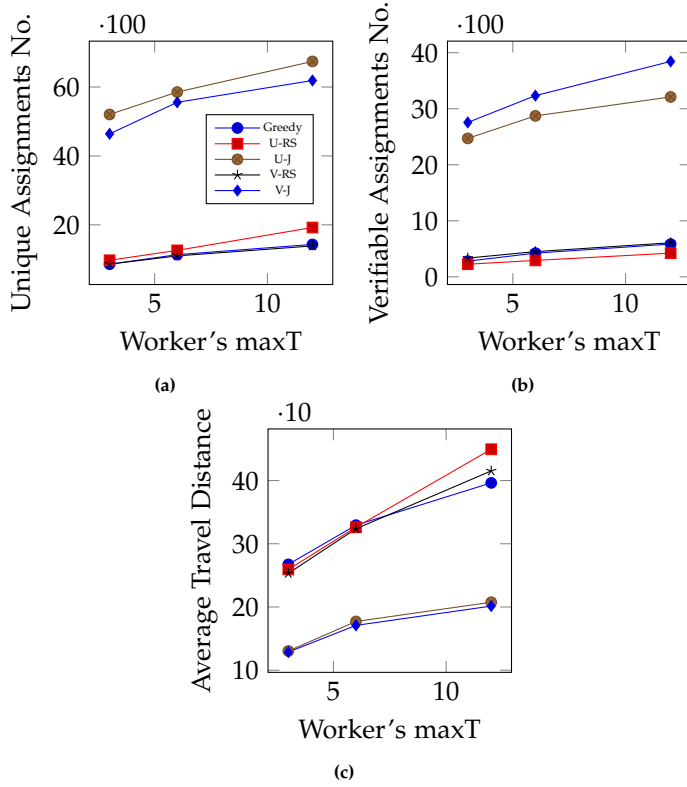 ·100
Unique Assignments No.
60
40
20
5
10
Worker's maxT
Greedy
U-RS
U-J
V-RS
V-J
(a)
·100
Verifiable Assignments No.
40
30
20
10
0
5
10
Worker's maxT
(b)
·10
Average Travel Distance
40
30
20
10
5
10
Worker's maxT
(c)